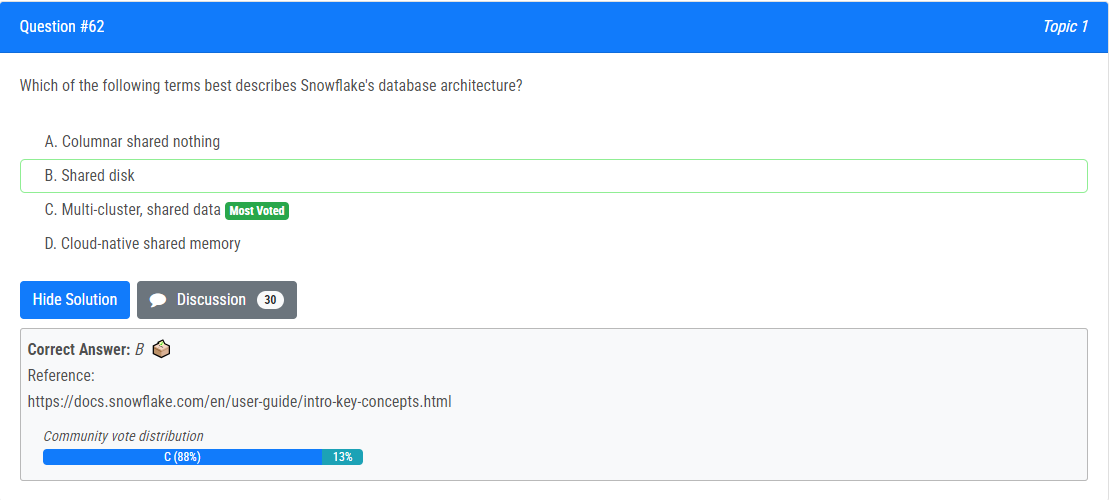 Question #62
Topic 1
Which of the following terms best describes Snowflake's database architecture?
A. Columnar shared nothing
B. Shared disk
C. Multi-cluster, shared data Most Voted
D. Cloud-native shared memory
Hide Solution
Discussion 30
Correct Answer: B
Reference:
https://docs.snowflake.com/en/user-guide/intro-key-concepts.html
Community vote distribution
C (88%) 13%